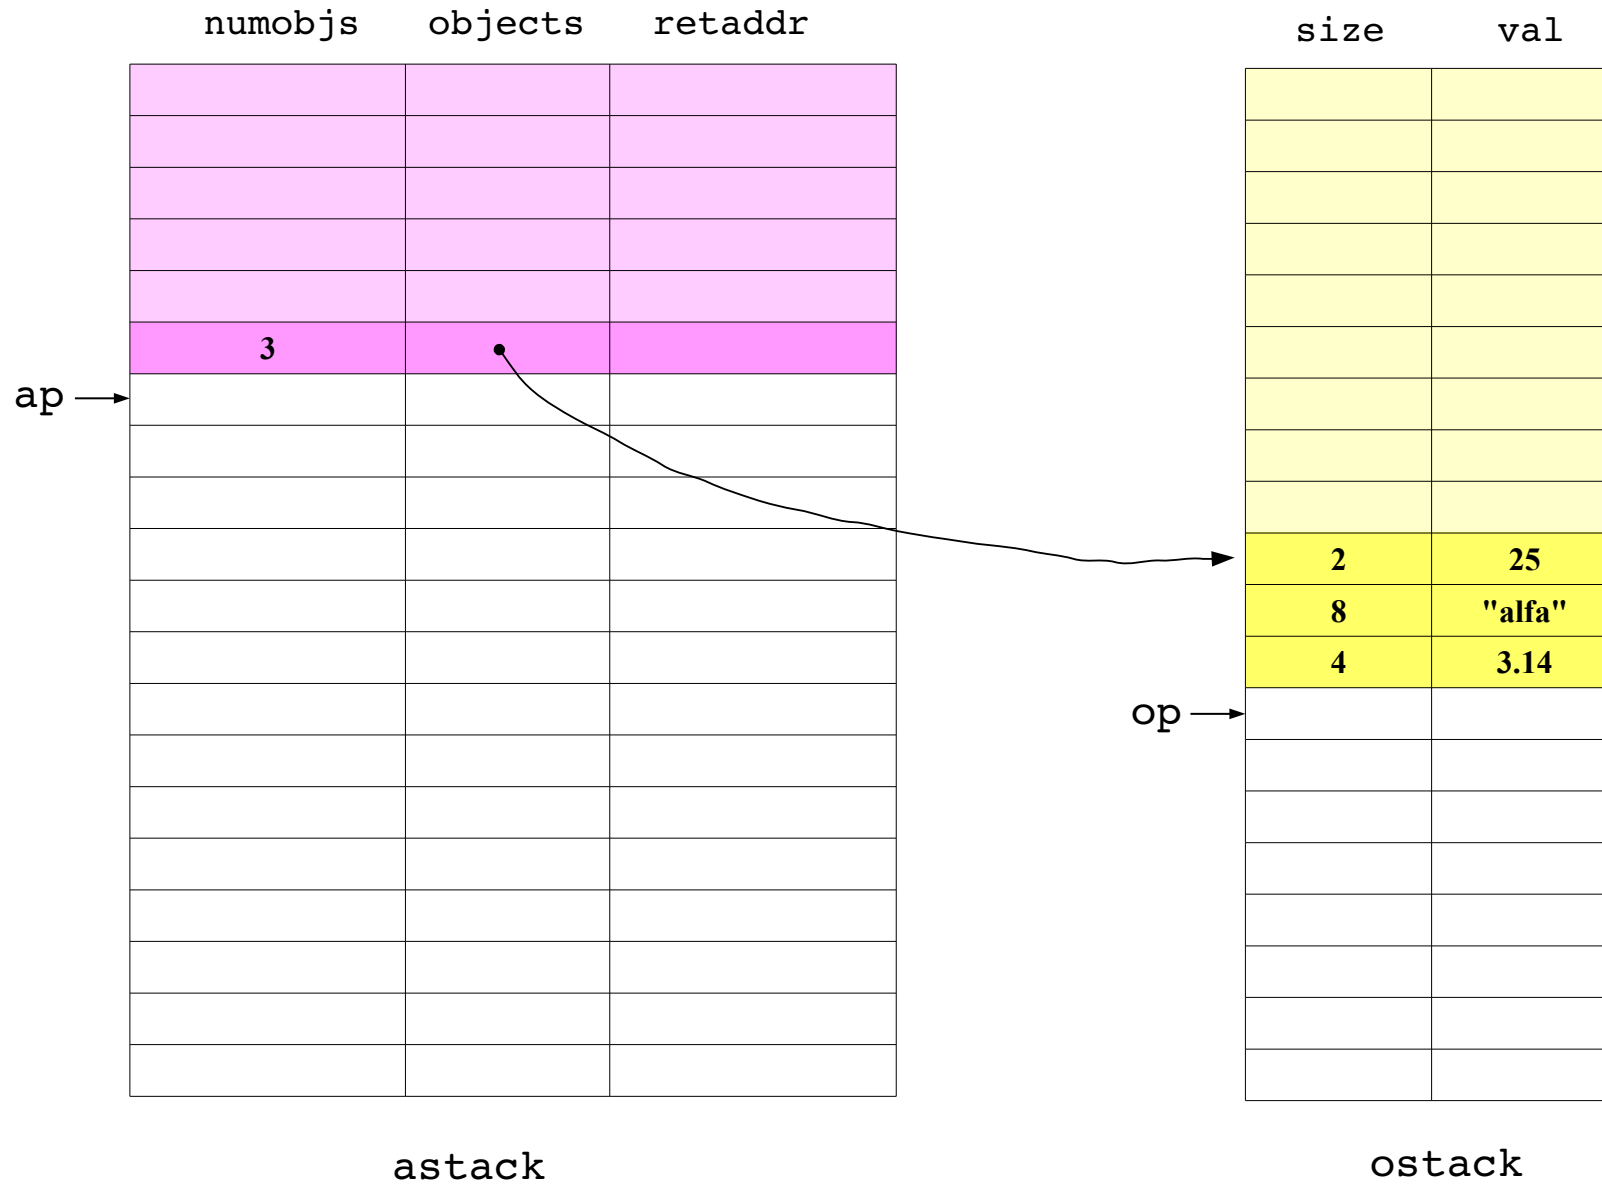 numobjs objects retaddr
size val
3
ap
2 25
8 "alfa"
4 3.14
op
astack
ostack